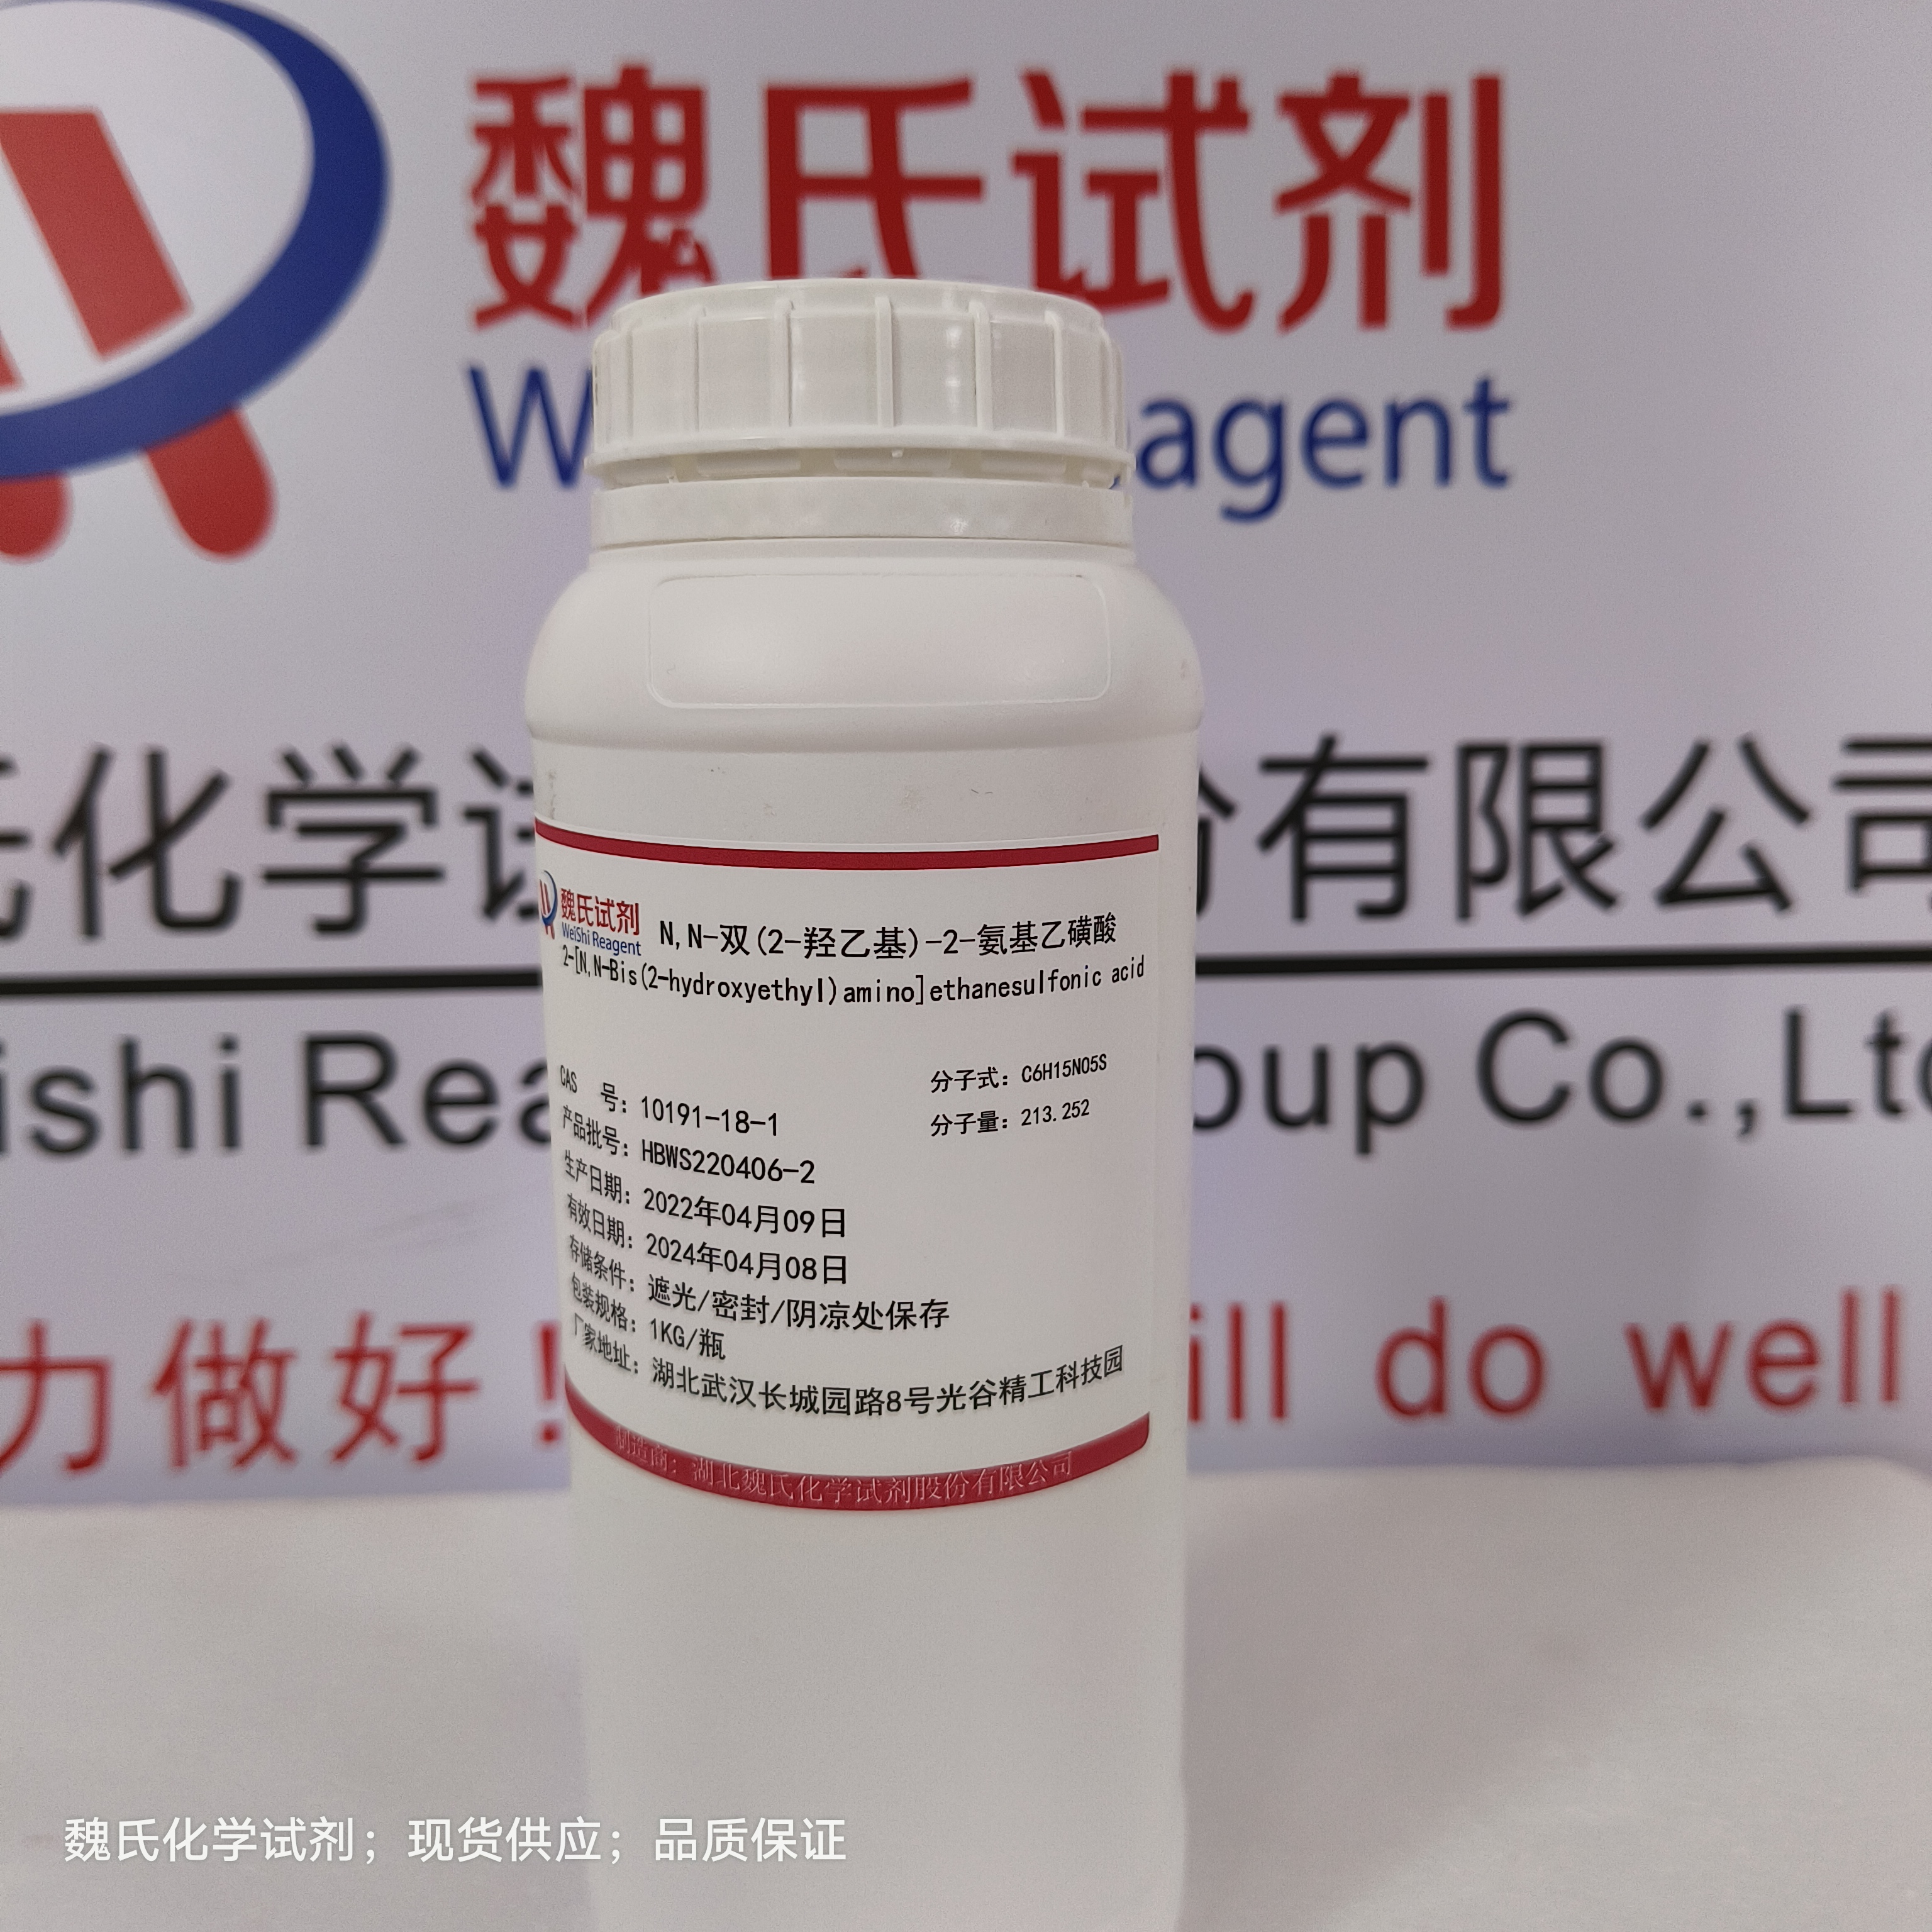 魏氏试剂
agent
氏化学试
份有限公司
ishi Rea
oup Co.,Ltd
力做好!
ill do well
魏氏试剂
WeiShi Reagent
N,N-双(2-羟乙基)-2-氨基乙磺酸
2-[N,N-Bis(2-hydroxyethyl)amino]ethanesulfonic acid
CAS 号: 10191-18-1
分子式: C6H15NO5S
产品批号: HBWS220406-2
分子量: 213.252
生产日期: 2022年04月09日
有效日期: 2024年04月08日
存储条件: 遮光/密封/阴凉处保存
包装规格: 1KG/瓶
厂家地址: 湖北武汉长城园路8号光谷精工科技园
制造商: 湖北魏氏化学试剂股份有限公司
魏氏化学试剂；现货供应；品质保证